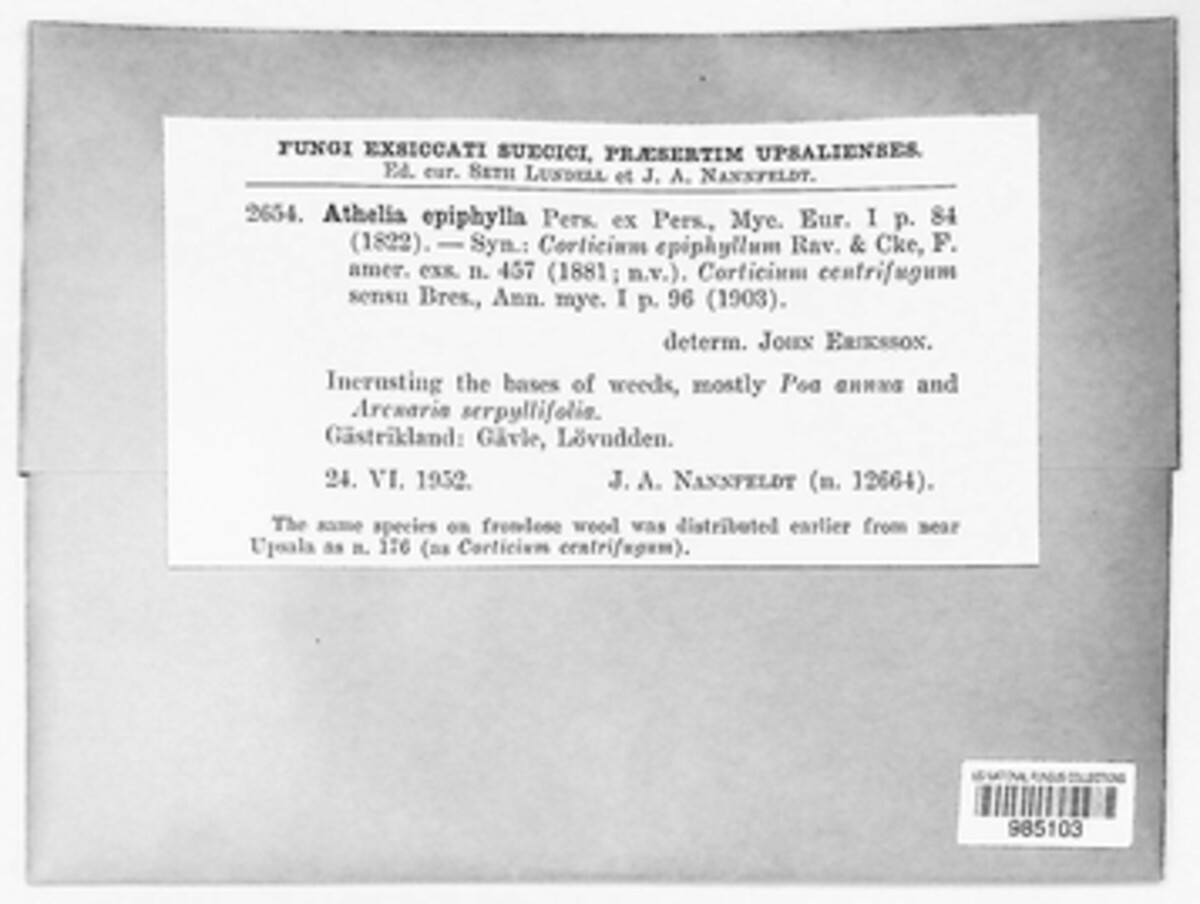 FUNGI EXSICCATI SUECICI, PRÆSERTIM UPSALIENSES.
Ed. cur. SETH LUNDELL et J. A. NANNFELDT.
2654. Athelia epiphylla Pers. ex Pers., Myc. Eur. I p. 84
(1822). — Syn.: Corticium epiphyllum Rav. & Cke, F.
amer. exs. n. 457 (1881; n.v.). Corticium centrifugum
sensu Bres., Ann. myc. I p. 96 (1903).
determ. JOHN ERIKSSON.
Incrusting the bases of weeds, mostly Poa annua and
Arenaria serpyllifolia.
Gästrikland: Gävle, Lövudden.
24. VI. 1952. J. A. NANNFELDT (n. 12664).
The same species on frondose wood was distributed earlier from near
Upsala as n. 176 (as Corticium centrifugum).
US NATIONAL FUNGUS COLLECTIONS
985103